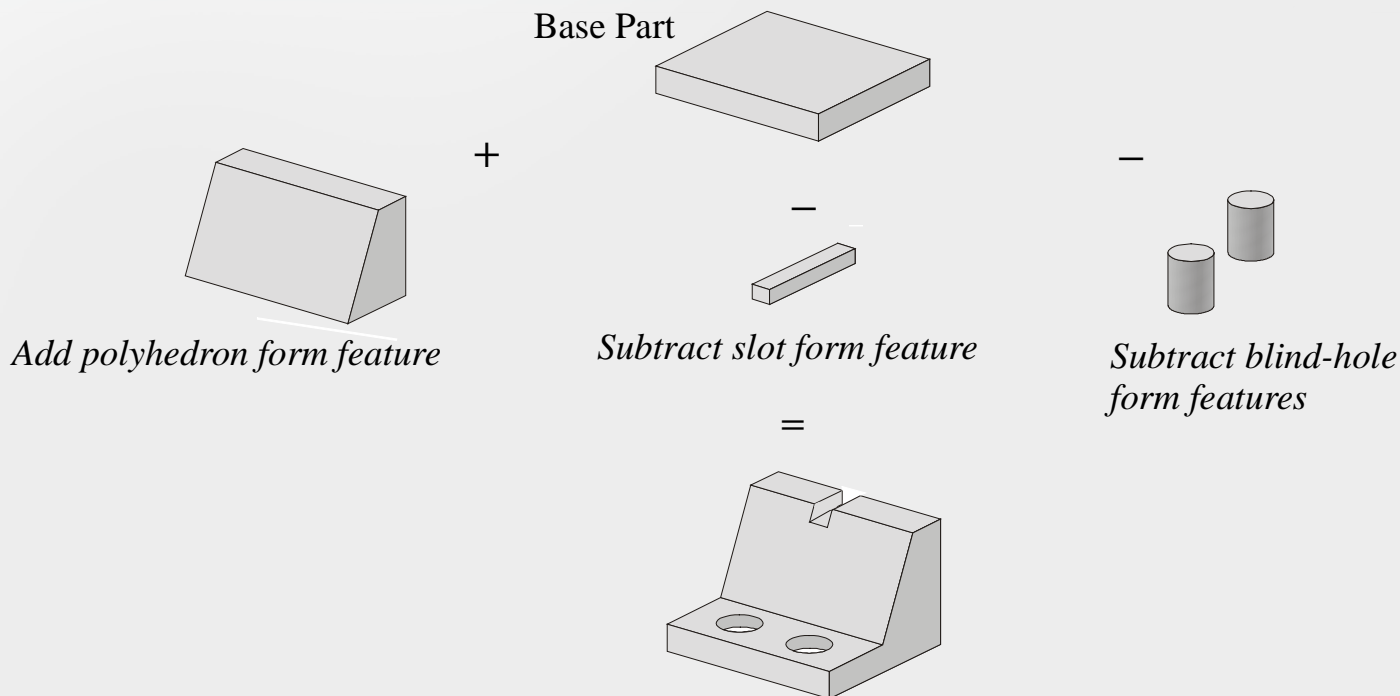 Base Part
+
−
−
Add polyhedron form feature
Subtract slot form feature
Subtract blind-hole
form features
=